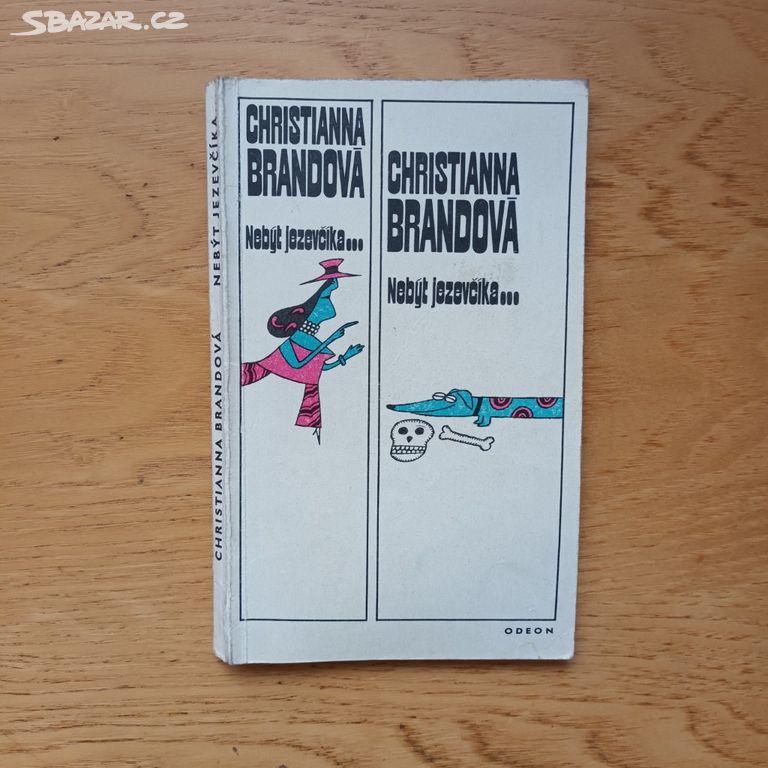 SBAZAR.CZ
CHRISTIANNA BRANDOVÁ NEBÝT JEZEVČÍKA...
CHRISTIANNA
BRANDOVÁ
Nebýt jezevčíka...
CHRISTIANNA
BRANDOVÁ
Nebýt jezevčíka...
ODEON